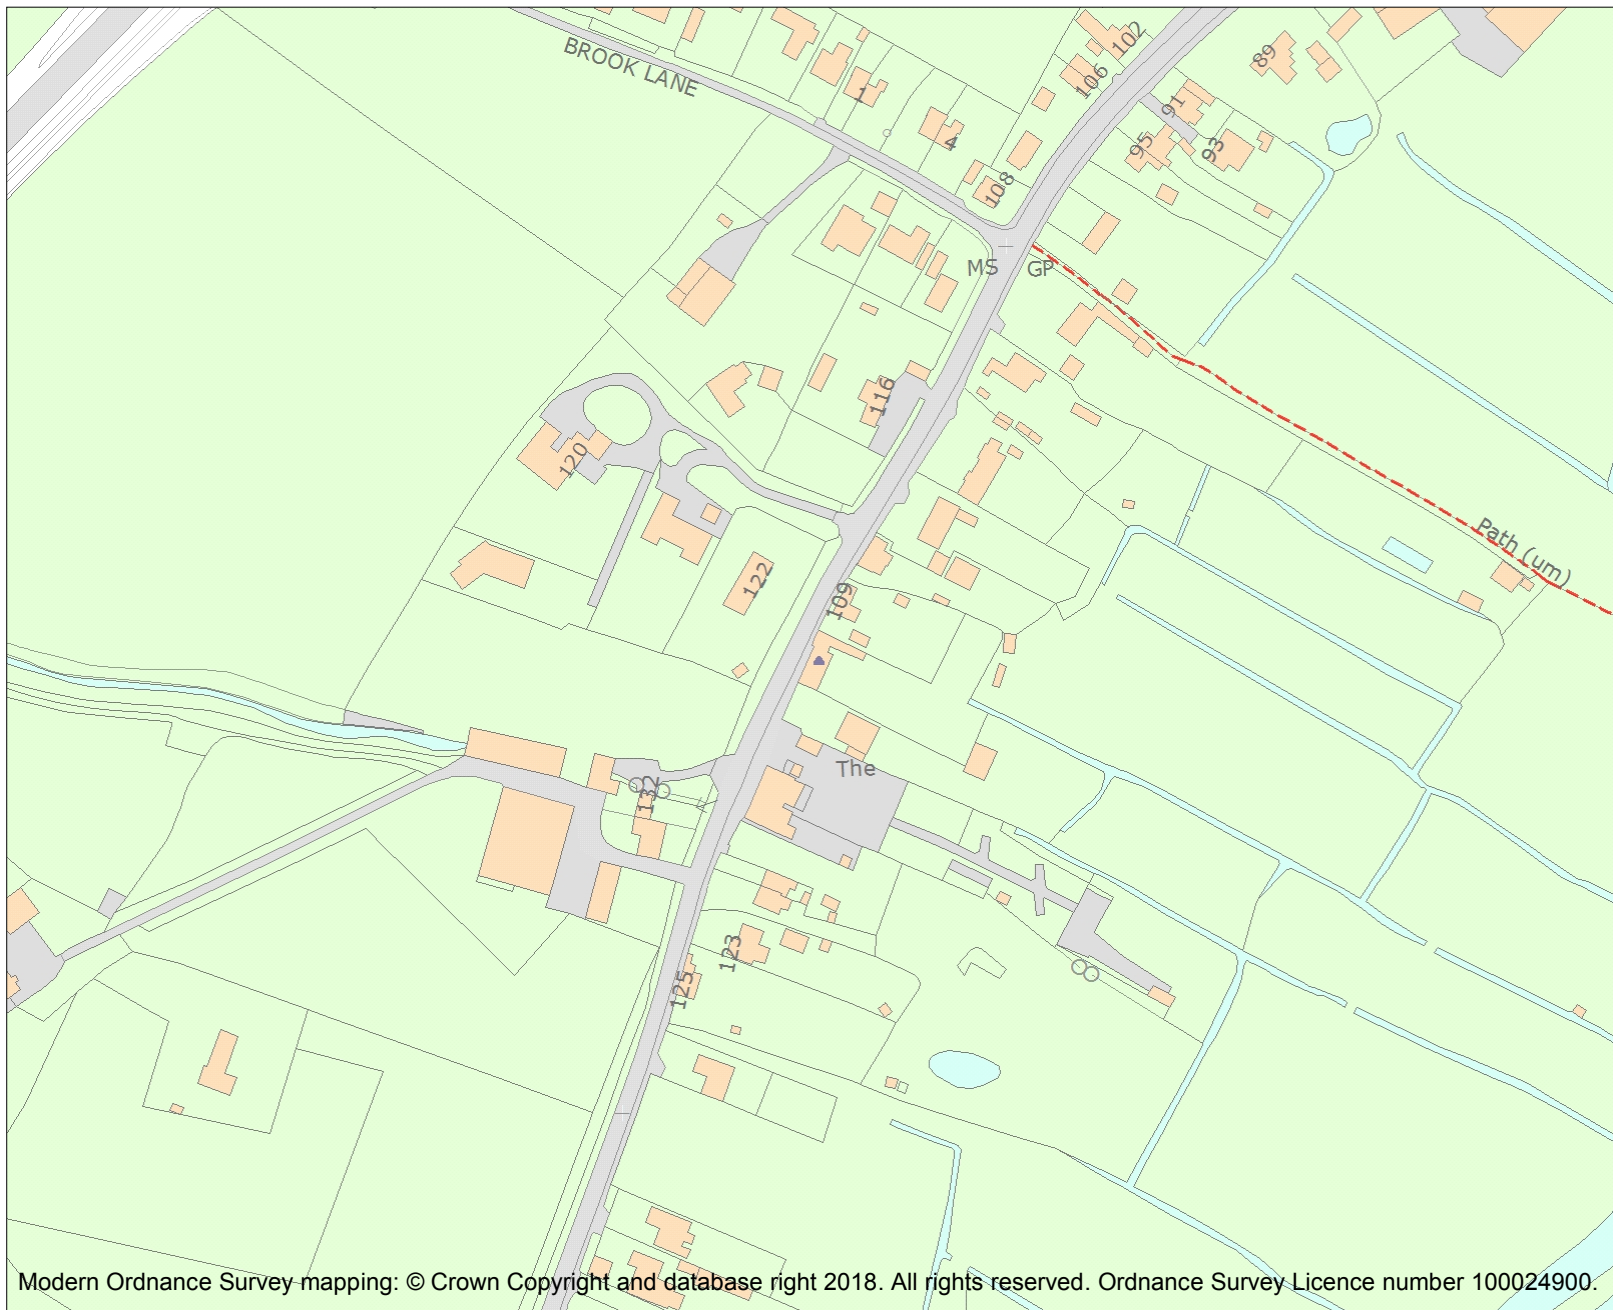 BROOK LANE
102
89
106
1
91
4
95
93
108
MS
GP
116
120
Path (um)
122
109
The
132
123
125
Modern Ordnance Survey mapping: © Crown Copyright and database right 2018. All rights reserved. Ordnance Survey Licence number 100024900.